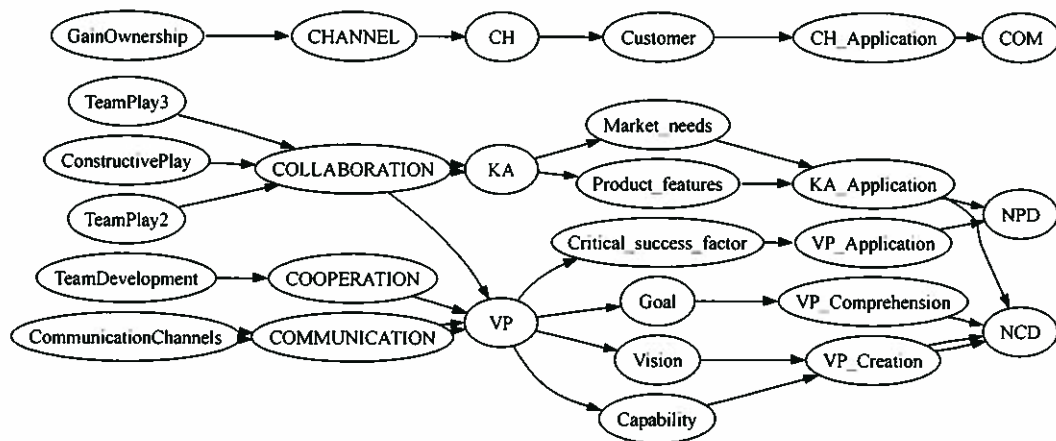 GainOwnership
CHANNEL
CH
Customer
CH_Application
COM
TeamPlay3
Market_needs
ConstructivePlay
COLLABORATION
KA
Product_features
KA_Application
TeamPlay2
NPD
Critical_success_factor
VP_Application
TeamDevelopment
COOPERATION
Goal
VP_Comprehension
VP
NCD
CommunicationChannels
COMMUNICATION
Vision
VP_Creation
Capability